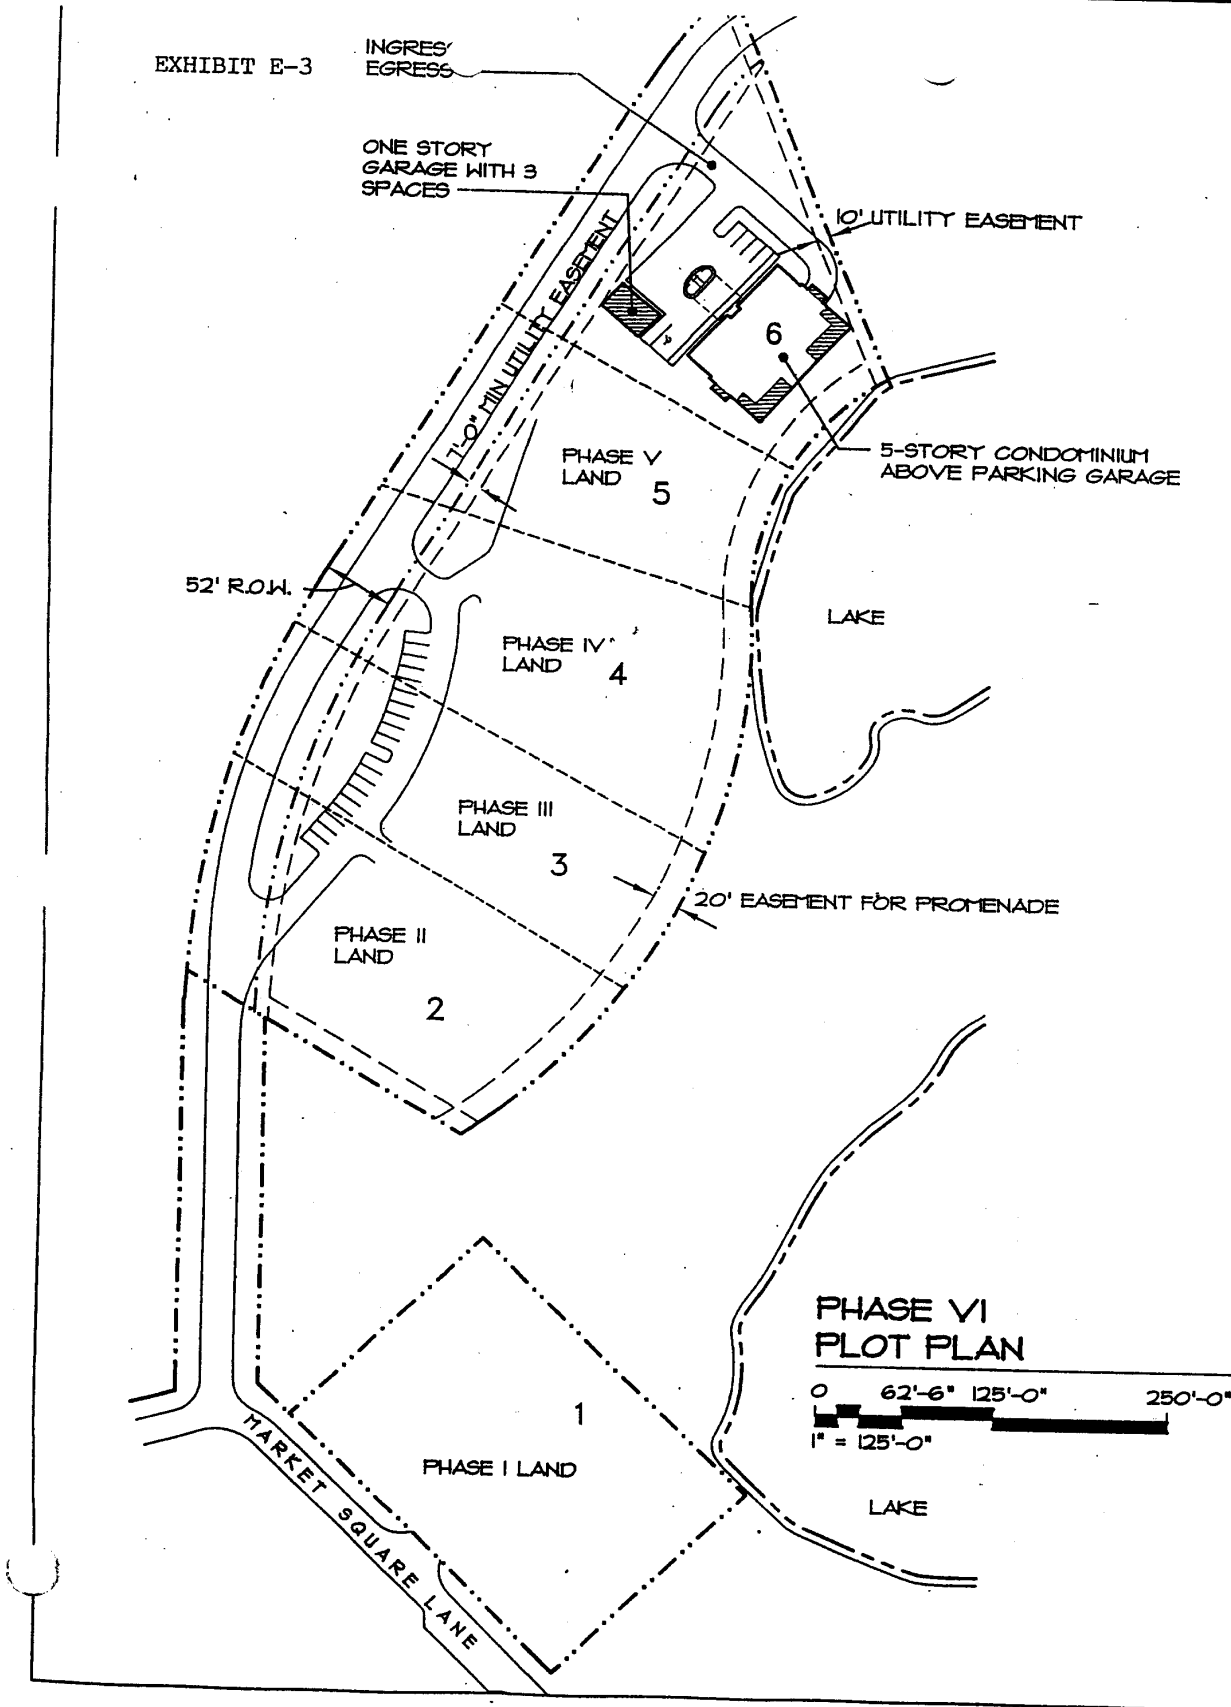 EXHIBIT E-3
INGRES
EGRESS
ONE STORY
GARAGE WITH 3
SPACES
10' UTILITY EASEMENT
7'-0" MIN UTILITY EASEMENT
6
5-STORY CONDOMINIUM
ABOVE PARKING GARAGE
PHASE V
LAND
5
52' R.O.W.
LAKE
PHASE IV
LAND
4
PHASE III
LAND
3
20' EASEMENT FOR PROMENADE
PHASE II
LAND
2
PHASE VI
PLOT PLAN
0 62'-6" 125'-0" 250'-0"
1" = 125'-0"
1
PHASE I LAND
MARKET SQUARE LANE
LAKE